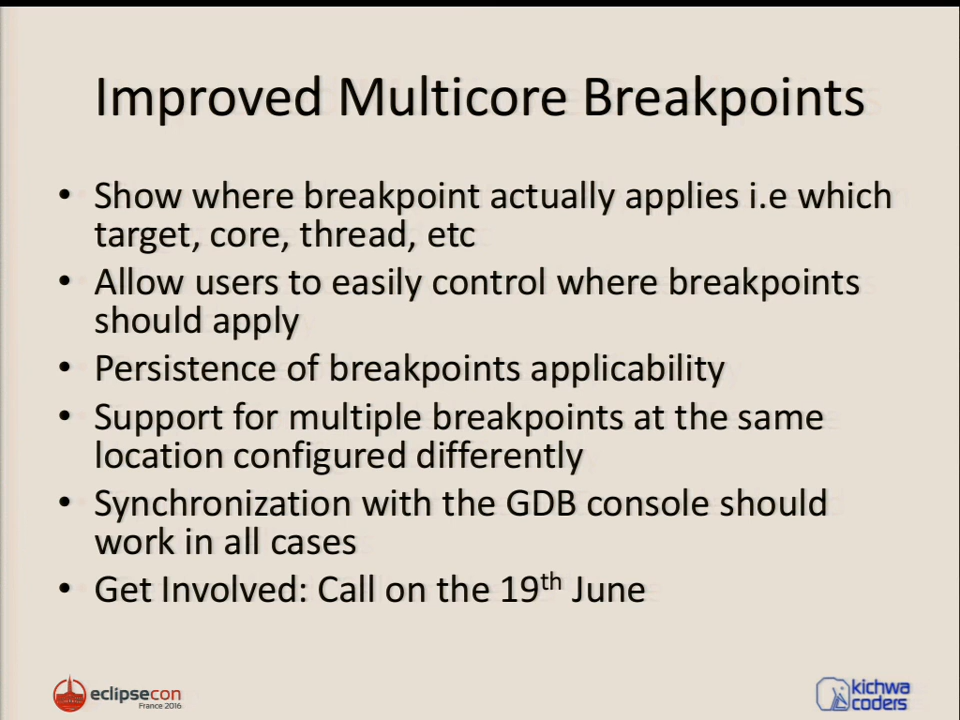 Improved Multicore Breakpoints
• Show where breakpoint actually applies i.e which
target, core, thread, etc
• Allow users to easily control where breakpoints
should apply
• Persistence of breakpoints applicability
• Support for multiple breakpoints at the same
location configured differently
• Synchronization with the GDB console should
work in all cases
• Get Involved: Call on the 19th June
eclipsecon
France 2016
kichwa
coders